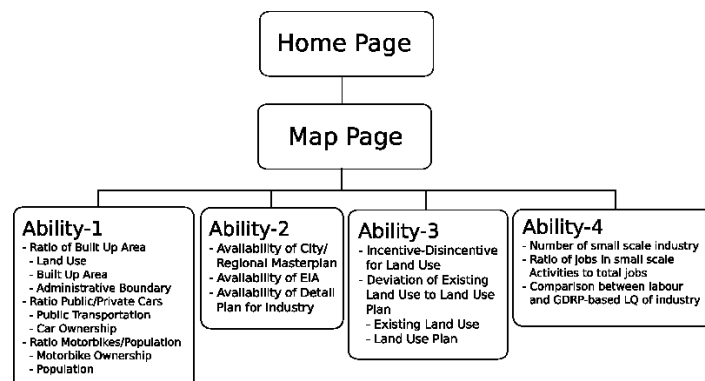 Home Page
Map Page
Ability-1
- Ratio of Built Up Area
- Land Use
- Built Up Area
- Administrative Boundary
- Ratio Public/Private Cars
- Public Transportation
- Car Ownership
- Ratio Motorbikes/Population
- Motorbike Ownership
- Population
Ability-2
- Availability of City/
Regional Masterplan
- Availability of EIA
- Availability of Detail
Plan for Industry
Ability-3
- Incentive-Disincentive
for Land Use
- Deviation of Existing
Land Use to Land Use
Plan
- Existing Land Use
- Land Use Plan
Ability-4
- Number of small scale industry
- Ratio of jobs in small scale
Activities to total jobs
- Comparison between labour
and GDRP-based LQ of industry